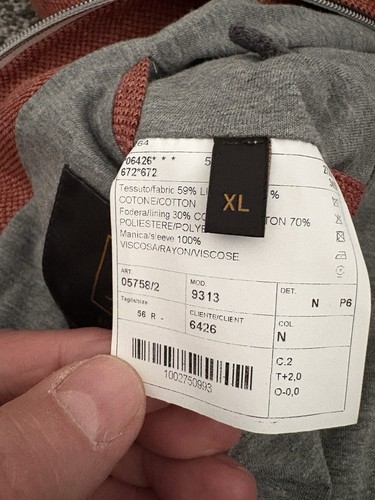 06426* * *
672*672
Tessuto/fabric 59%
COTONE/COTTON
Fodera/lining 30% 70%
POLIESTERE/
Manica/sleeve 100%
VISCOSA/RAYON/VISCOSE
XL
ART.
05758/2
MOD.
9313
DET.
N P6
Taglia/size
56 R -
CLIENTE/CLIENT
6426
COL.
N
C.2
T+2,0
O-0,0
1002750993